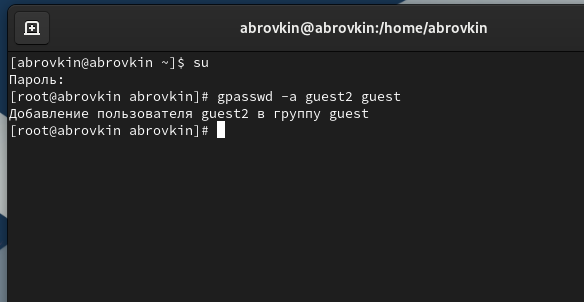 abrovkin@abrovkin:/home/abrovkin
[abrovkin@abrovkin ~]$ su
Пароль:
[root@abrovkin abrovkin]# gpasswd -a guest2 guest
Добавление пользователя guest2 в группу guest
[root@abrovkin abrovkin]#